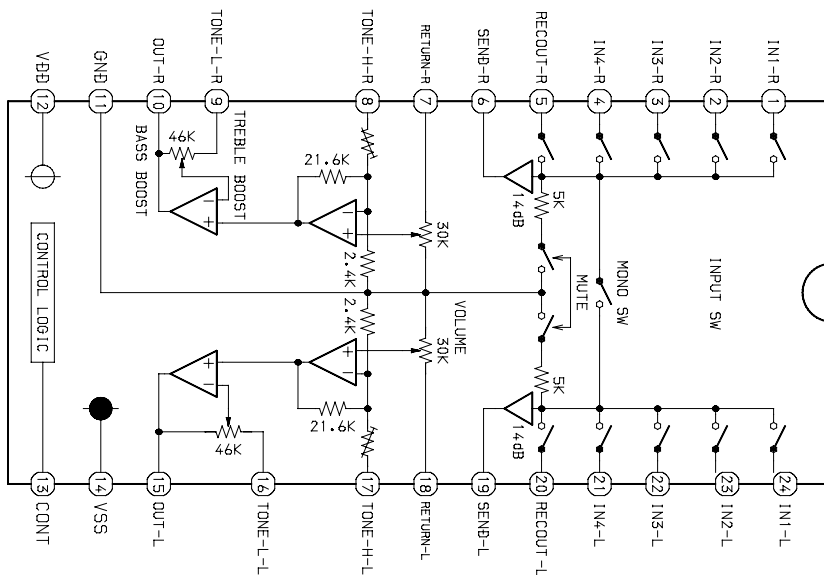 VDD
GND
OUT-R
TONE-L-R
TONE-H-R
RETURN-R
SEND-R
RECOUT-R
IN4-R
IN3-R
IN2-R
IN1-R
12
11
10
9
8
7
6
5
4
3
2
1
46K
TREBLE BOOST
BASS BOOST
21.6K
30K
14dB
5K
2.4K
CONTROL LOGIC
2.4K
VOLUME
MUTE
MONO SW
INPUT SW
30K
5K
14dB
21.6K
46K
13
14
15
16
17
18
19
20
21
22
23
24
CONT
VSS
OUT-L
TONE-L-L
TONE-H-L
RETURN-L
SEND-L
RECOUT-L
IN4-L
IN3-L
IN2-L
IN1-L